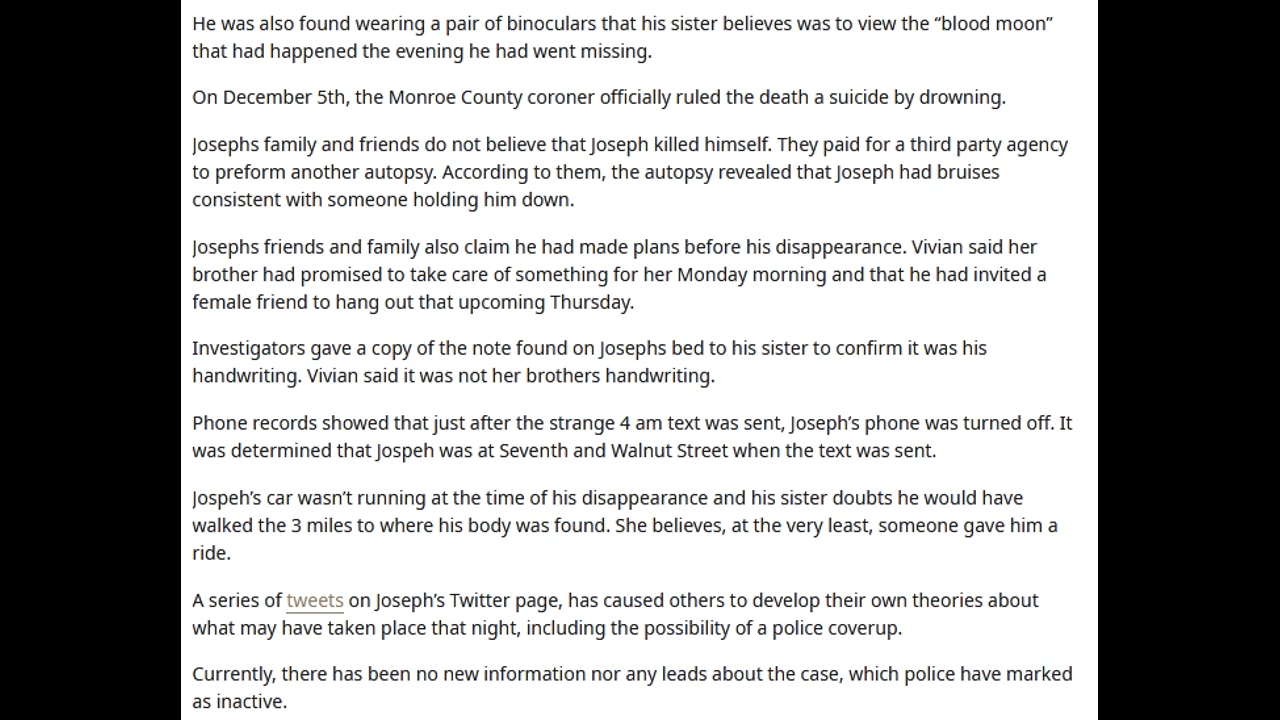 He was also found wearing a pair of binoculars that his sister believes was to view the “blood moon”
that had happened the evening he had went missing.
On December 5th, the Monroe County coroner officially ruled the death a suicide by drowning.
Josephs family and friends do not believe that Joseph killed himself. They paid for a third party agency
to preform another autopsy. According to them, the autopsy revealed that Joseph had bruises
consistent with someone holding him down.
Josephs friends and family also claim he had made plans before his disappearance. Vivian said her
brother had promised to take care of something for her Monday morning and that he had invited a
female friend to hang out that upcoming Thursday.
Investigators gave a copy of the note found on Josephs bed to his sister to confirm it was his
handwriting. Vivian said it was not her brothers handwriting.
Phone records showed that just after the strange 4 am text was sent, Joseph’s phone was turned off. It
was determined that Jospeh was at Seventh and Walnut Street when the text was sent.
Jospeh’s car wasn’t running at the time of his disappearance and his sister doubts he would have
walked the 3 miles to where his body was found. She believes, at the very least, someone gave him a
ride.
A series of tweets on Joseph’s Twitter page, has caused others to develop their own theories about
what may have taken place that night, including the possibility of a police coverup.
Currently, there has been no new information nor any leads about the case, which police have marked
as inactive.